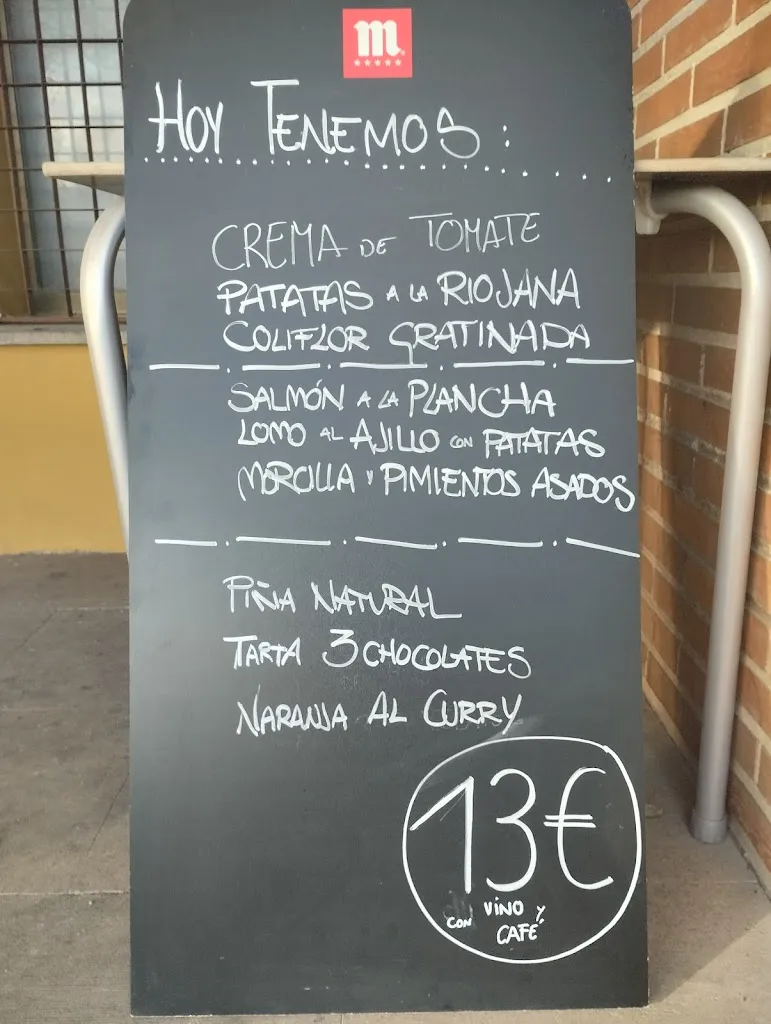 m
HOY TENEMOS:
CREMA DE TOMATE
PATATAS A LA RIOJANA
COLIFLOR GRATINADA
SALMÓN A LA PLANCHA
LOMO AL AJILLO CON PATATAS
MORCILLA Y PIMIENTOS ASADOS
PIÑA NATURAL
TARTA 3 CHOCOLATES
NARANJA AL CURRY
13€
CON VINO Y
CAFÉ